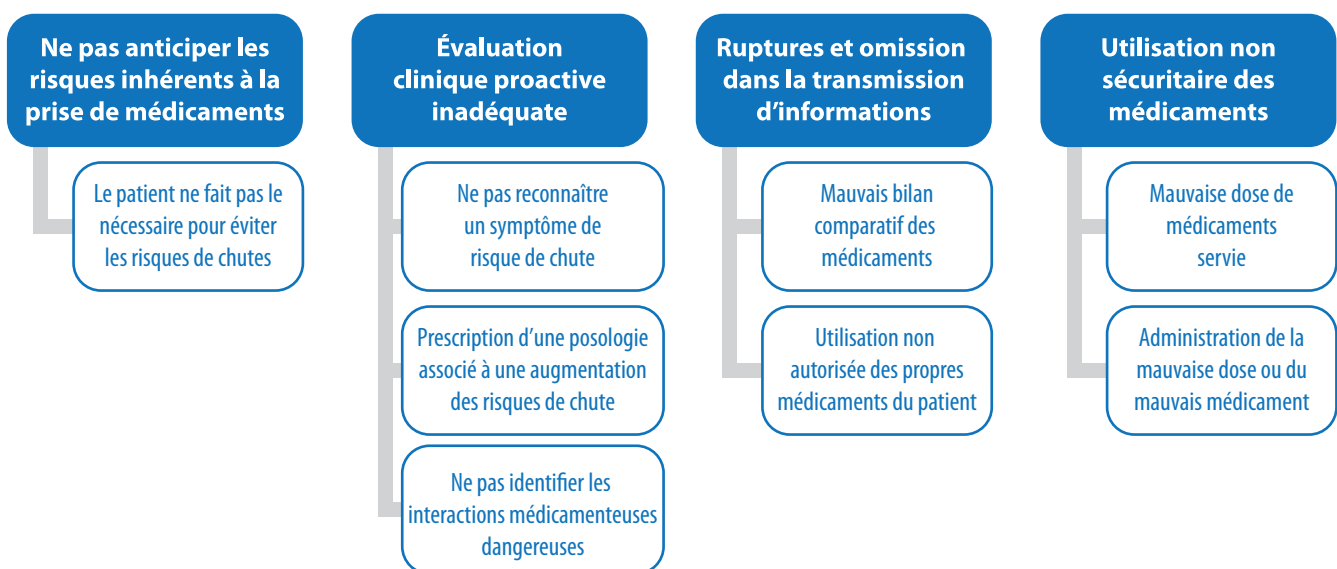 Ne pas anticiper les
risques inhérents à la
prise de médicaments
Le patient ne fait pas le
nécessaire pour éviter
les risques de chutes
Évaluation
clinique proactive
inadéquate
Ne pas reconnaître
un symptôme de
risque de chute
Prescription d’une posologie
associé à une augmentation
des risques de chute
Ne pas identifier les
interactions médicamenteuses
dangereuses
Ruptures et omission
dans la transmission
d’informations
Mauvais bilan
comparatif des
médicaments
Utilisation non
autorisée des propres
médicaments du patient
Utilisation non
sécuritaire des
médicaments
Mauvaise dose de
médicaments
servie
Administration de la
mauvaise dose ou du
mauvais médicament